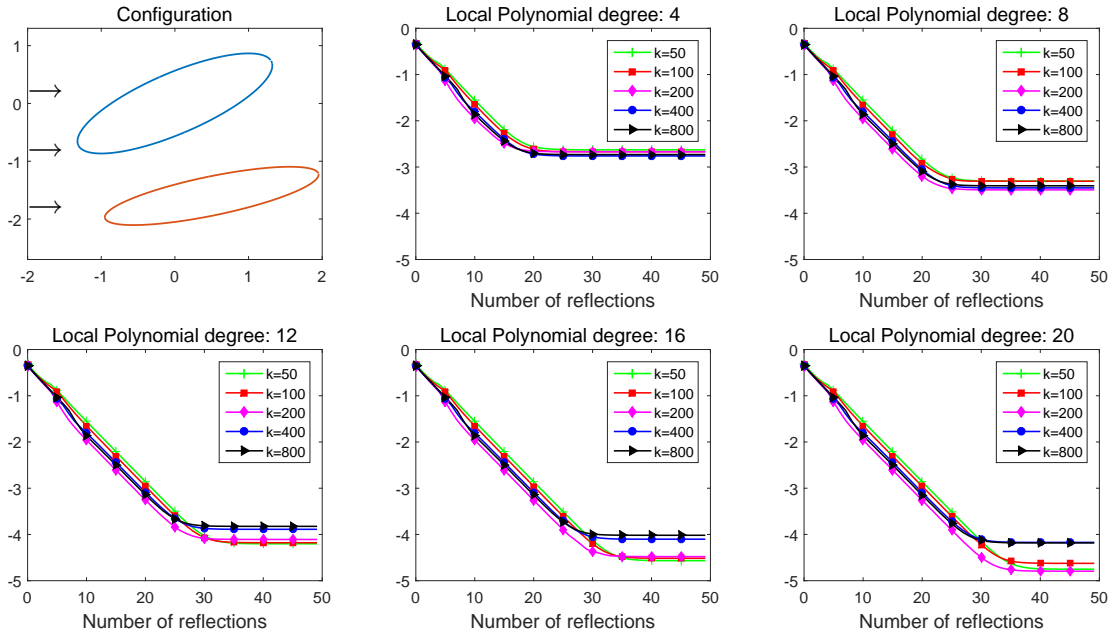 Configuration
1
0
-1
-2
-2 -1 0 1 2
Local Polynomial degree: 4
0
-1
-2
-3
-4
-5
0 10 20 30 40 50
Number of reflections
k=50
k=100
k=200
k=400
k=800
Local Polynomial degree: 8
0
-1
-2
-3
-4
-5
0 10 20 30 40 50
Number of reflections
k=50
k=100
k=200
k=400
k=800
Local Polynomial degree: 12
0
-1
-2
-3
-4
-5
0 10 20 30 40 50
Number of reflections
k=50
k=100
k=200
k=400
k=800
Local Polynomial degree: 16
0
-1
-2
-3
-4
-5
0 10 20 30 40 50
Number of reflections
k=50
k=100
k=200
k=400
k=800
Local Polynomial degree: 20
0
-1
-2
-3
-4
-5
0 10 20 30 40 50
Number of reflections
k=50
k=100
k=200
k=400
k=800